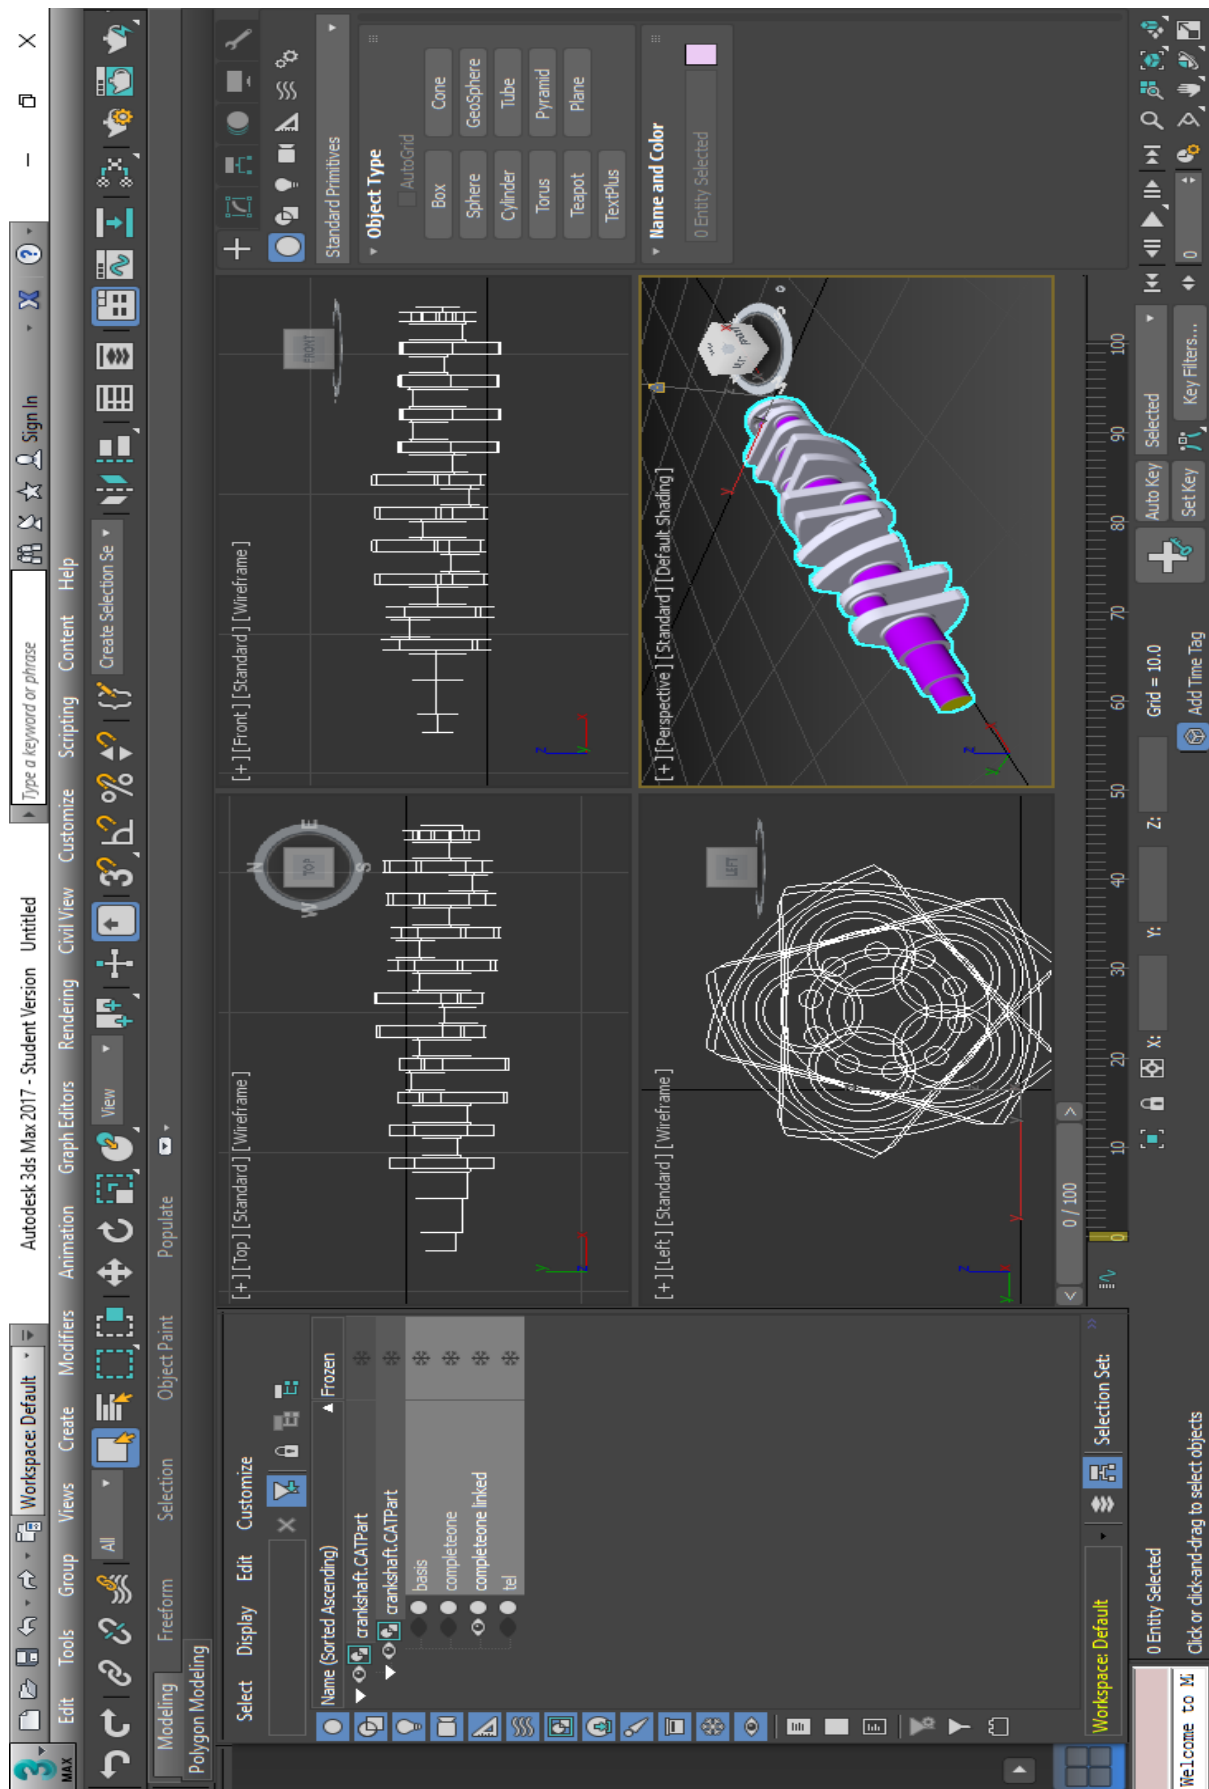 Workspace: Default
Autodesk 3ds Max 2017 - Student Version Untitled
Type a keyword or phrase
Sign In
MAX
Edit Tools Group Views Create Modifiers Animation Graph Editors Rendering Civil View Customize Scripting Content Help
All
View
Create Selection Se
Modeling Freeform Selection Object Paint Populate
Polygon Modeling
Select Display Edit Customize
Name (Sorted Ascending) Frozen
crankshaft.CATPart
crankshaft.CATPart
basis
completeone
completeone linked
tel
[+] [Top] [Standard] [Wireframe]
TOP
N
E
S
W
y
z
x
[+] [Front] [Standard] [Wireframe]
FRONT
z
y
x
[+] [Left] [Standard] [Wireframe]
LEFT
z
y
x
[+] [Perspective] [Standard] [Default Shading]
z
x
y
Standard Primitives
Object Type
AutoGrid
Box Cone
Sphere GeoSphere
Cylinder Tube
Torus Pyramid
Teapot Plane
TextPlus
Name and Color
0 Entity Selected
0 / 100
0 10 20 30 40 50 60 70 80 90 100
Workspace: Default
Selection Set:
0 Entity Selected
X: Y: Z: Grid = 10.0
Auto Key Selected
Welcome to M
Click or click-and-drag to select objects
Add Time Tag
Set Key Key Filters... 0